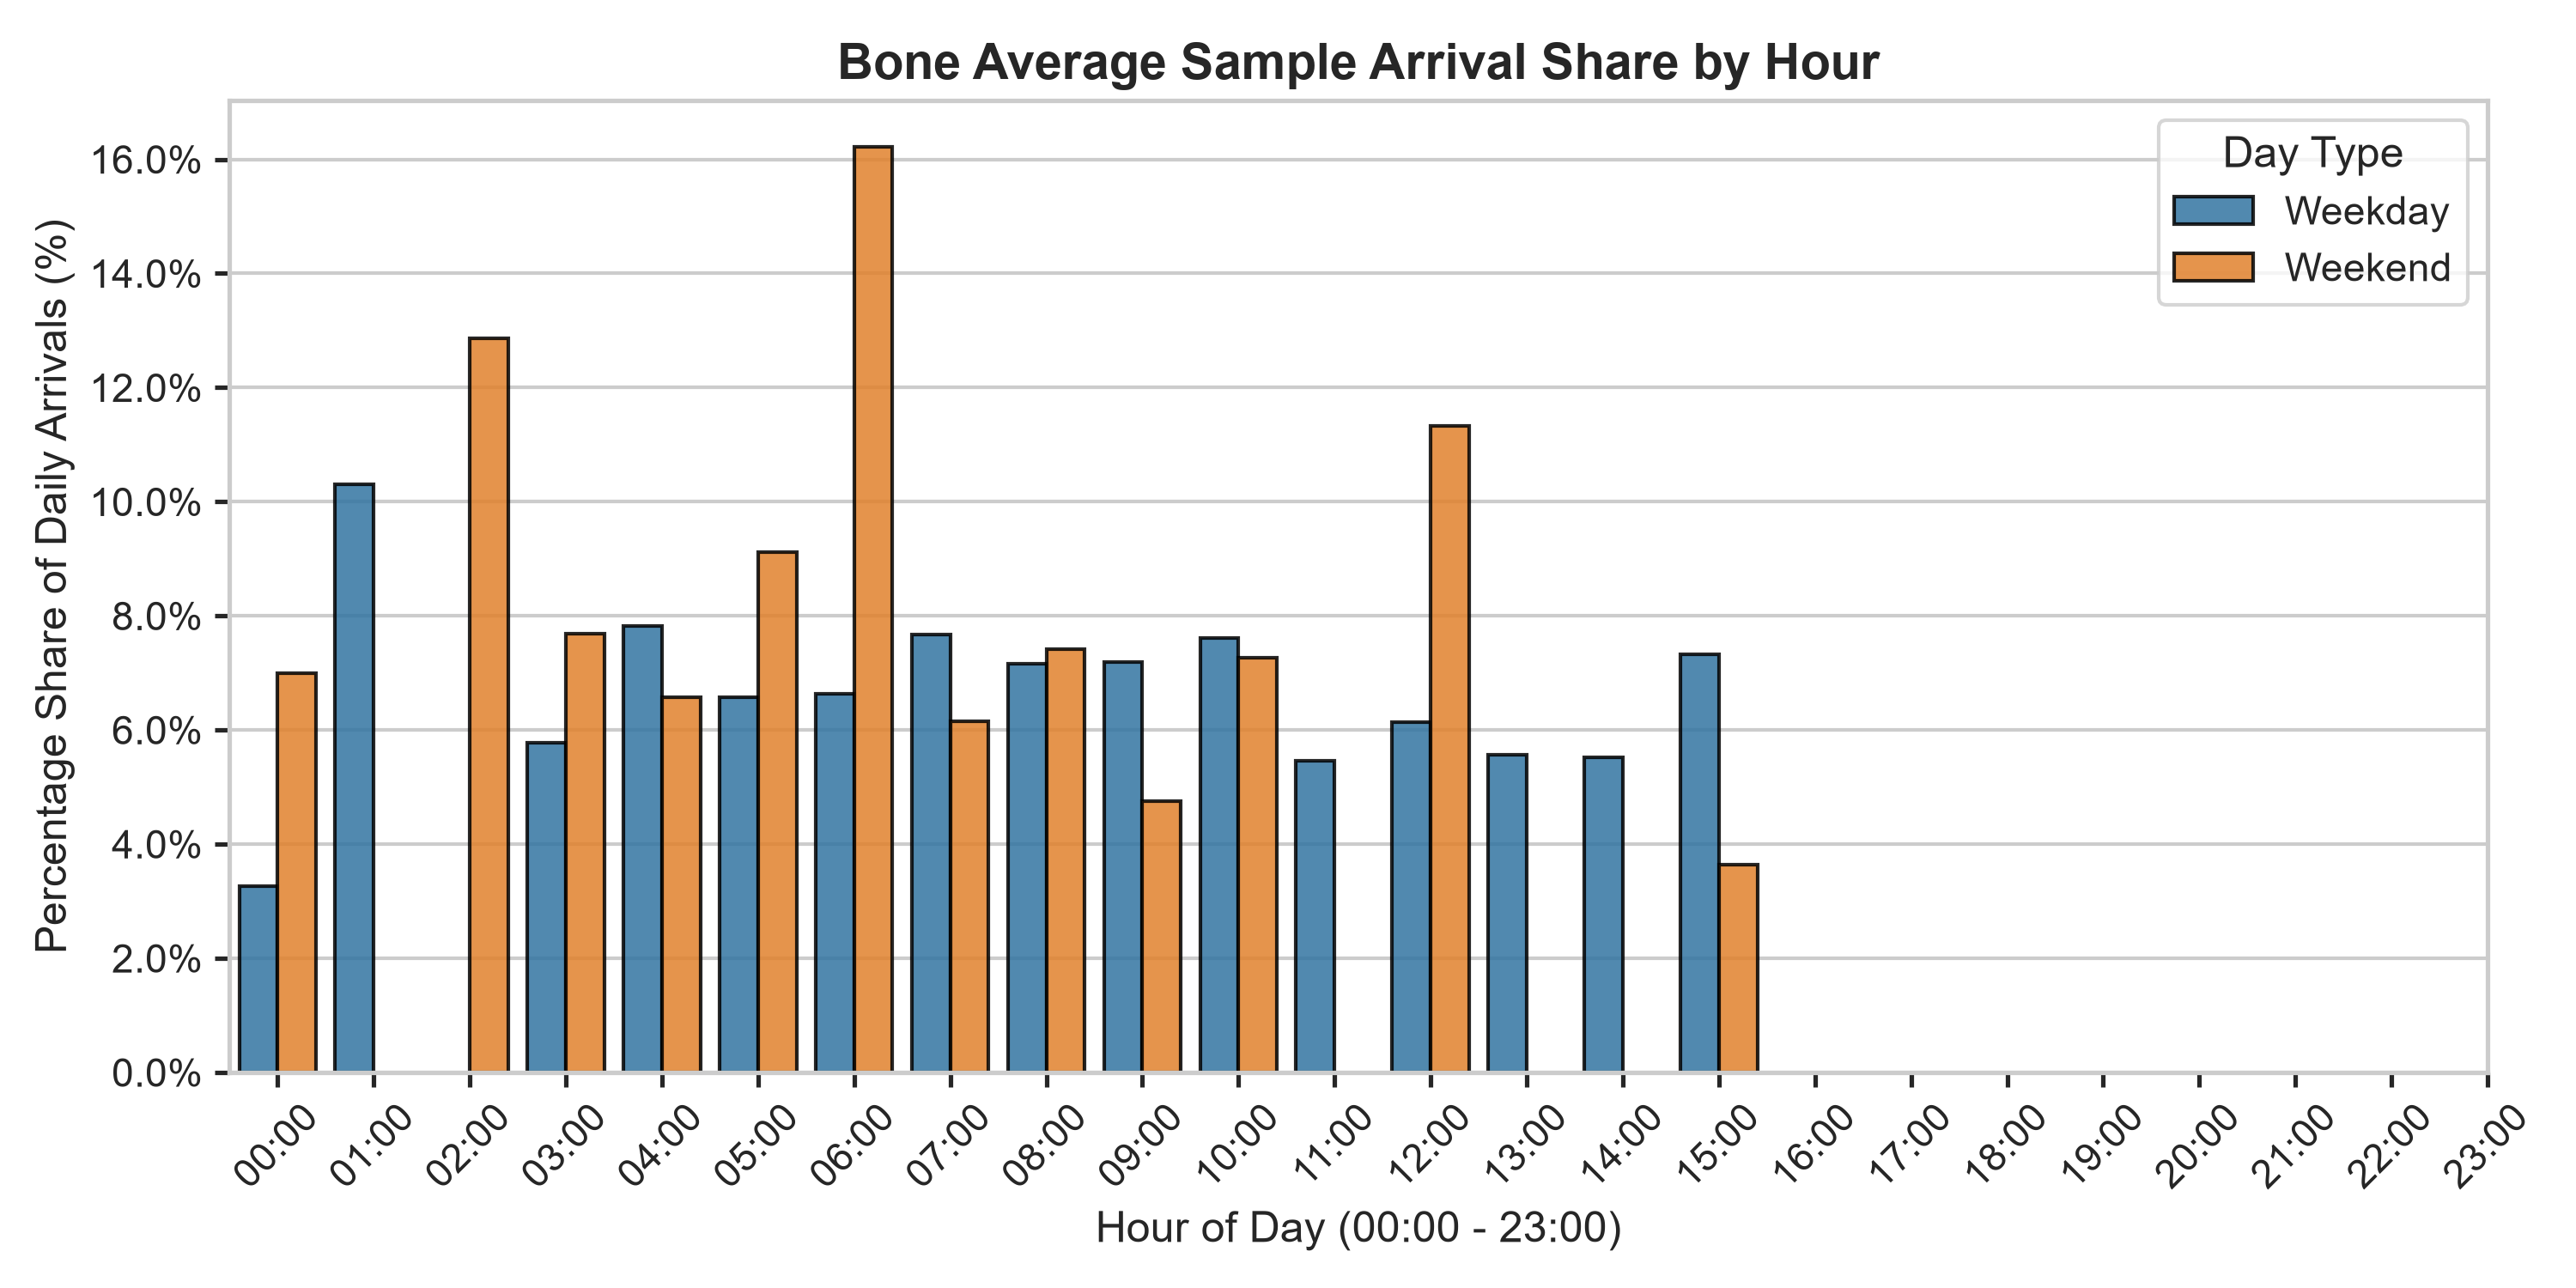 Bone Average Sample Arrival Share by Hour
Percentage Share of Daily Arrivals (%)
16.0%
14.0%
12.0%
10.0%
8.0%
6.0%
4.0%
2.0%
0.0%
Day Type
Weekday
Weekend
00:00 01:00 02:00 03:00 04:00 05:00 06:00 07:00 08:00 09:00 10:00 11:00 12:00 13:00 14:00 15:00 16:00 17:00 18:00 19:00 20:00 21:00 22:00 23:00
Hour of Day (00:00 - 23:00)